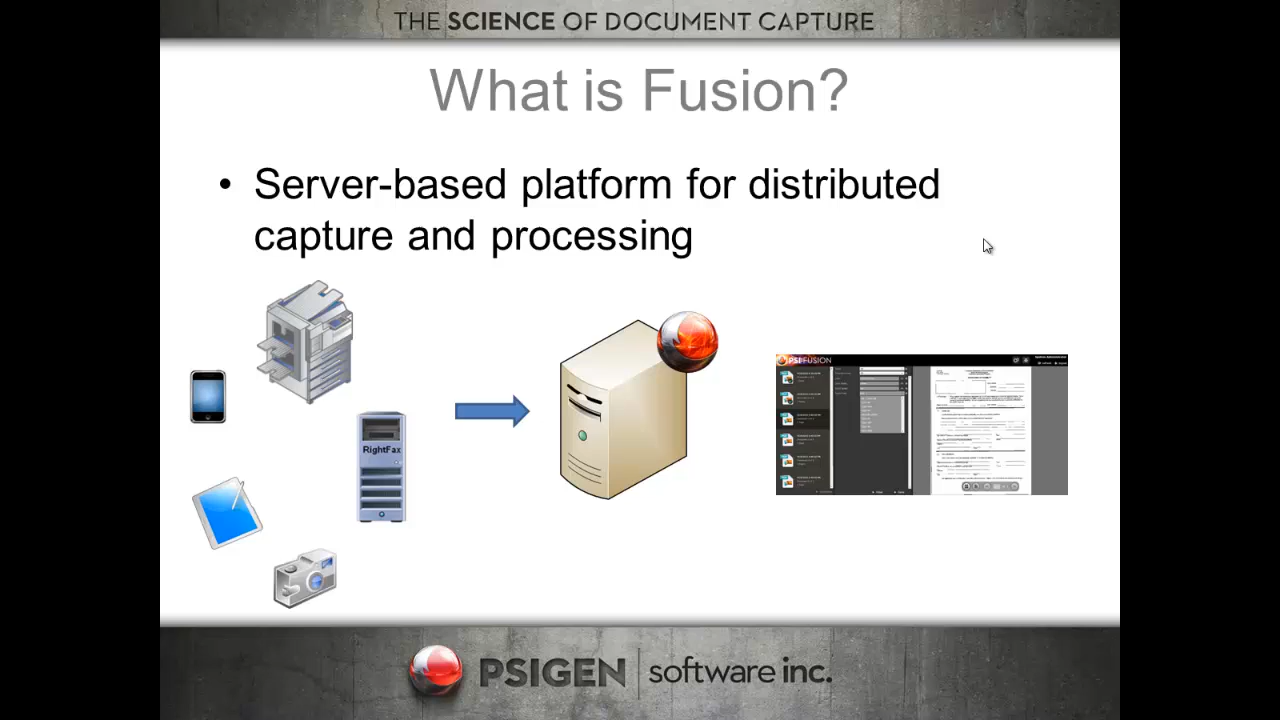 THE SCIENCE OF DOCUMENT CAPTURE
What is Fusion?
• Server-based platform for distributed
capture and processing
RightFax
PSIFUSION
PSIGEN software inc.